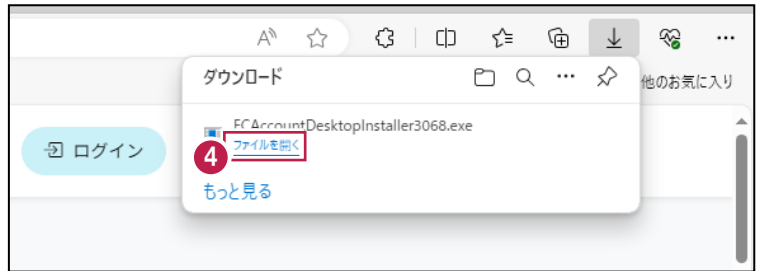 ダウンロード
他のお気に入り
FCAccountDesktopInstaller3068.exe
4
ファイルを開く
ログイン
もっと見る